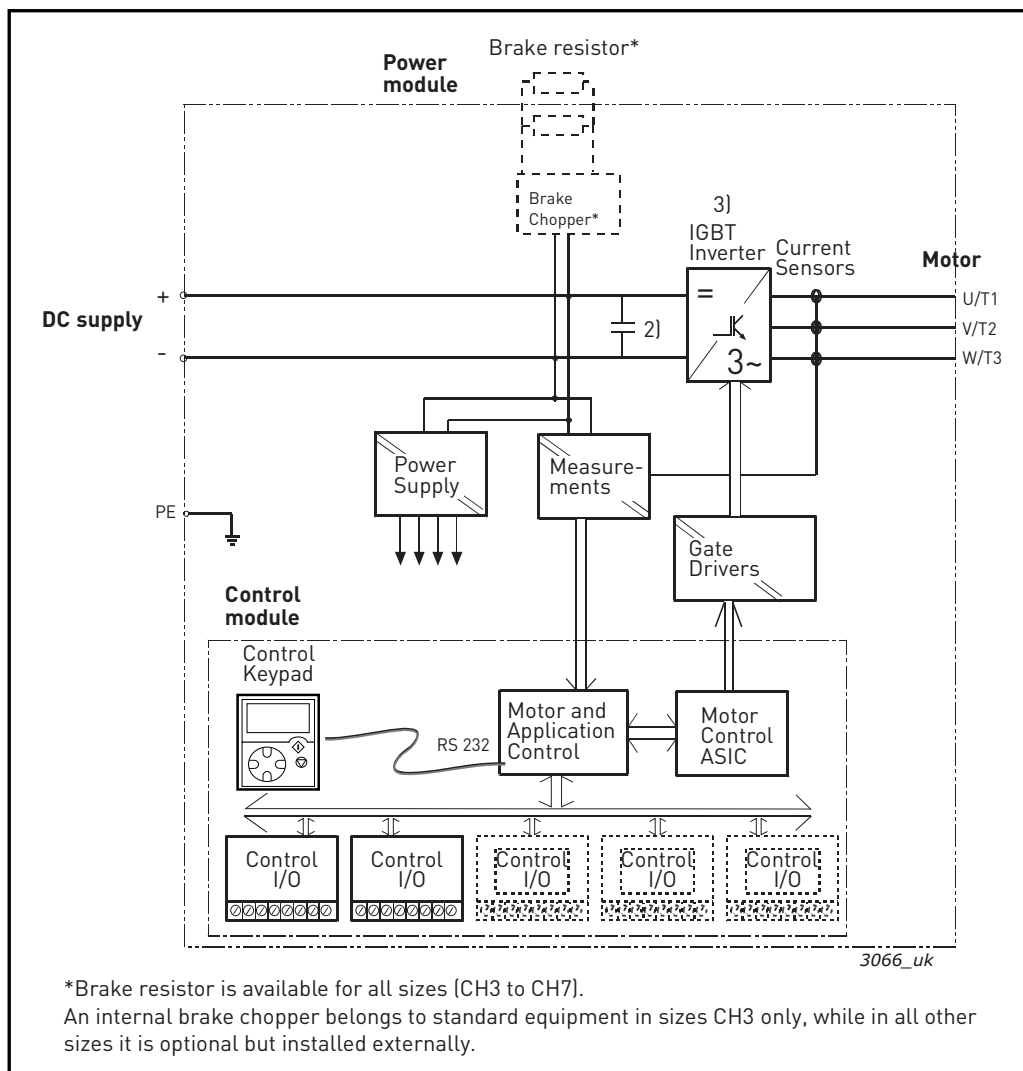 Brake resistor*
Power
module
Brake
Chopper*
3)
IGBT
Inverter
Current
Sensors
Motor
+
=
U/T1
DC supply
2)
V/T2
-
3~
W/T3
Power
Supply
Measure-
ments
PE
Gate
Drivers
Control
module
Control
Keypad
RS 232
Motor and
Application
Control
Motor
Control
ASIC
Control
I/O
Control
I/O
Control
I/O
Control
I/O
Control
I/O
3066_uk
*Brake resistor is available for all sizes (CH3 to CH7).
An internal brake chopper belongs to standard equipment in sizes CH3 only, while in all other
sizes it is optional but installed externally.